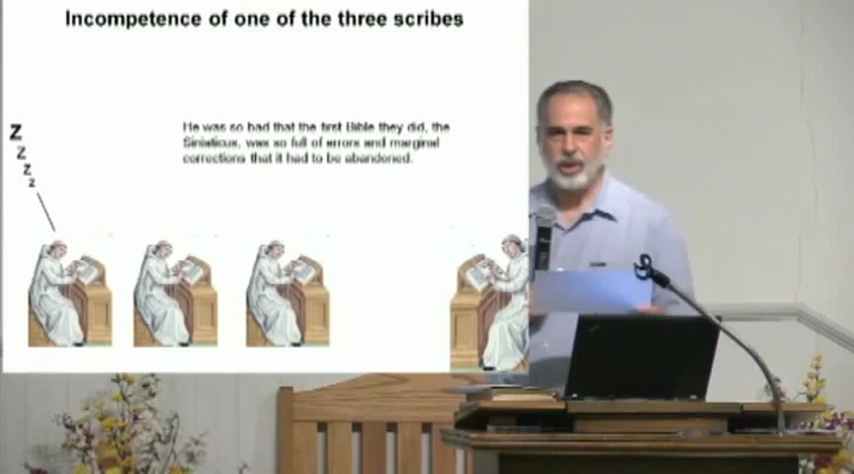 Incompetence of one of the three scribes
He was so bad that the first Bible they did, the
Siniaticus, was so full of errors and marginal
corrections that it had to be abandoned.
Z
Z
Z
Z